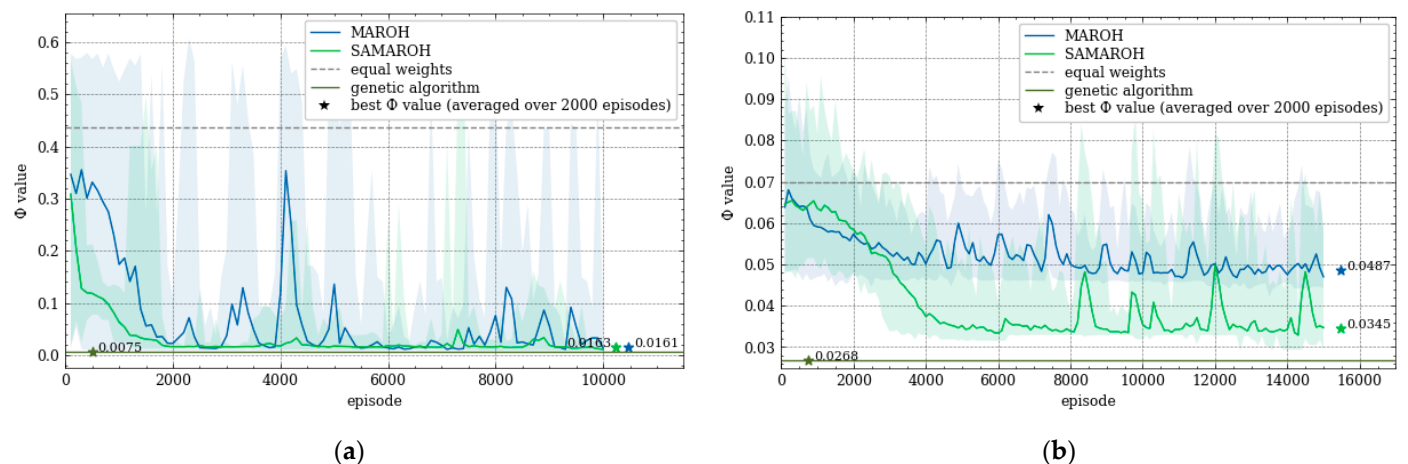 MAROH
SAMAROH
equal weights
genetic algorithm
best Φ value (averaged over 2000 episodes)
Φ value
0.6
0.5
0.4
0.3
0.2
0.1
0.0
0.0075
0.0163
0.0161
0 2000 4000 6000 8000 10000
episode
(a)
MAROH
SAMAROH
equal weights
genetic algorithm
best Φ value (averaged over 2000 episodes)
Φ value
0.11
0.10
0.09
0.08
0.07
0.06
0.05
0.04
0.03
0.0487
0.0345
0.0268
0 2000 4000 6000 8000 10000 12000 14000 16000
episode
(b)